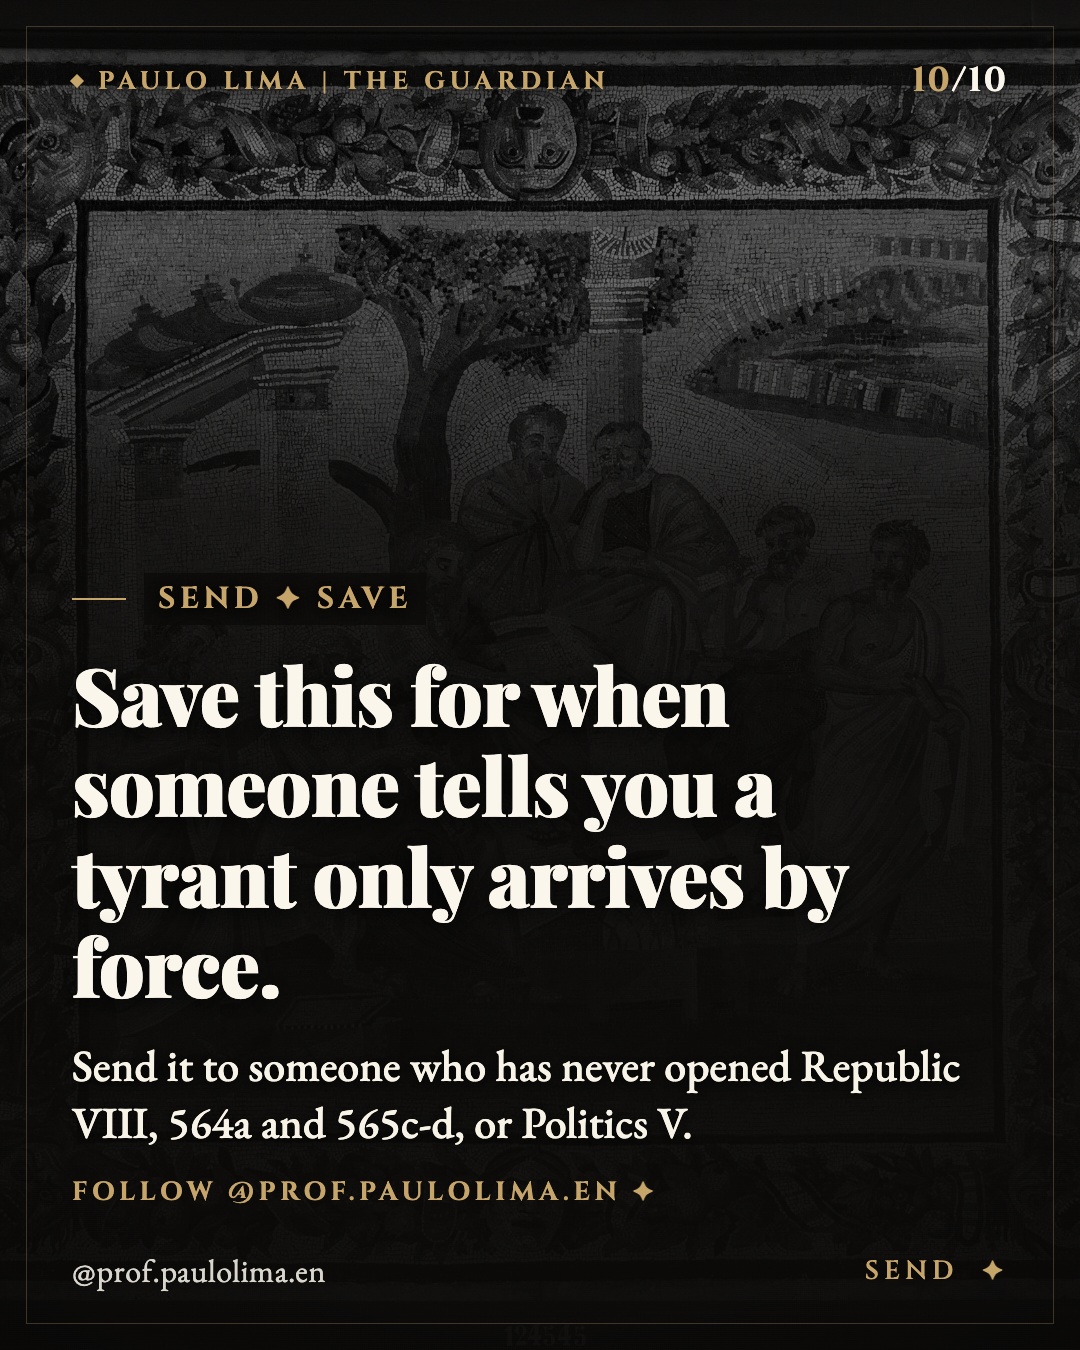 ◆ PAULO LIMA | THE GUARDIAN
10/10
SEND ✦ SAVE
Save this for when
someone tells you a
tyrant only arrives by
force.
Send it to someone who has never opened Republic
VIII, 564a and 565c-d, or Politics V.
FOLLOW @PROF.PAULOLIMA.EN ✦
@prof.paulolima.en
SEND ✦
124545